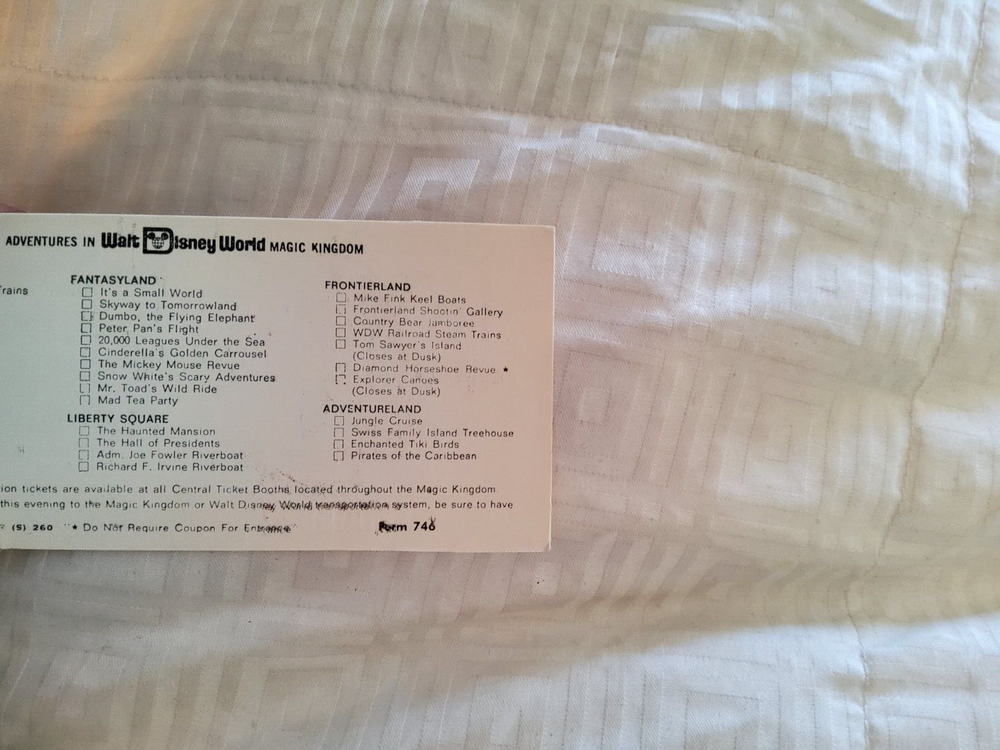 ADVENTURES IN Walt Disney World MAGIC KINGDOM
Trains
FANTASYLAND
It's a Small World
Skyway to Tomorrowland
Dumbo, the Flying Elephant
Peter Pan's Flight
20,000 Leagues Under the Sea
Cinderella's Golden Carrousel
The Mickey Mouse Revue
Snow White's Scary Adventures
Mr. Toad's Wild Ride
Mad Tea Party
LIBERTY SQUARE
The Haunted Mansion
The Hall of Presidents
Adm. Joe Fowler Riverboat
Richard F. Irvine Riverboat
FRONTIERLAND
Mike Fink Keel Boats
Frontierland Shootin' Gallery
Country Bear Jamboree
WDW Railroad Steam Trains
Tom Sawyer's Island
(Closes at Dusk)
Diamond Horseshoe Revue ★
Explorer Canoes
(Closes at Dusk)
ADVENTURELAND
Jungle Cruise
Swiss Family Island Treehouse
Enchanted Tiki Birds
Pirates of the Caribbean
ion tickets are available at all Central Ticket Booths located throughout the Magic Kingdom
this evening to the Magic Kingdom or Walt Disney World transportation system, be sure to have
(S) 260 ★ Do Not Require Coupon For Entrance Form 746